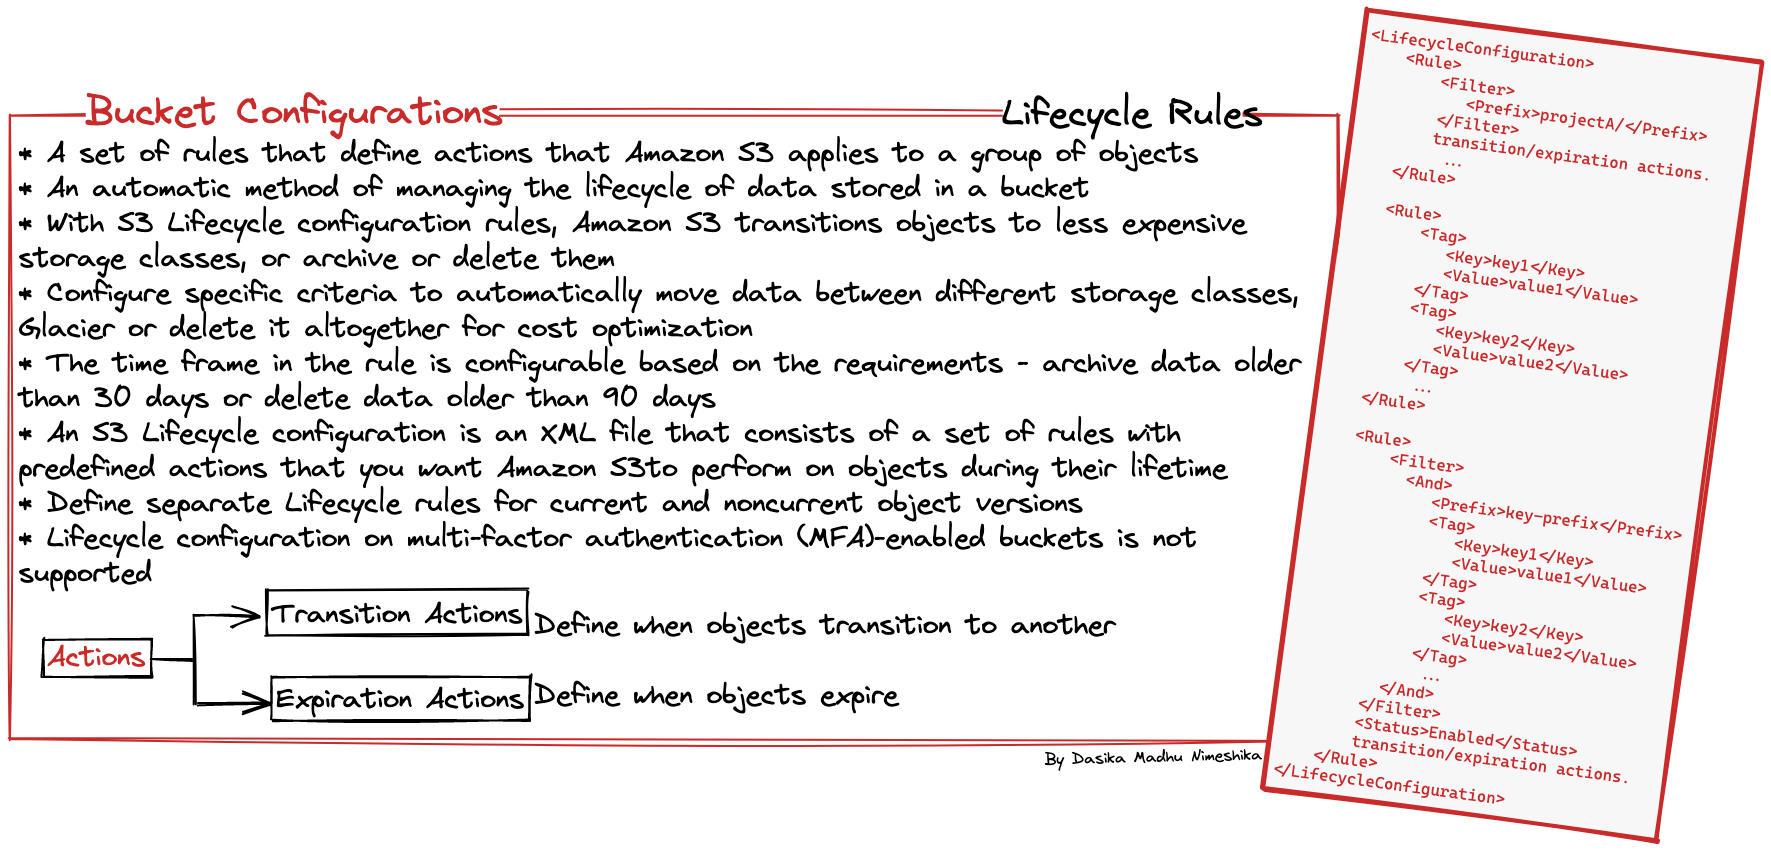 Bucket Configurations
Lifecycle Rules
* A set of rules that define actions that Amazon S3 applies to a group of objects
* An automatic method of managing the lifecycle of data stored in a bucket
* With S3 Lifecycle configuration rules, Amazon S3 transitions objects to less expensive
storage classes, or archive or delete them
* Configure specific criteria to automatically move data between different storage classes,
Glacier or delete it altogether for cost optimization
* The time frame in the rule is configurable based on the requirements - archive data older
than 30 days or delete data older than 90 days
* An S3 Lifecycle configuration is an XML file that consists of a set of rules with
predefined actions that you want Amazon S3to perform on objects during their lifetime
* Define separate Lifecycle rules for current and noncurrent object versions
* Lifecycle configuration on multi-factor authentication (MFA)-enabled buckets is not
supported
Actions
Transition Actions
Define when objects transition to another
Expiration Actions
Define when objects expire
By Dasika Madhu Nimeshika
<LifecycleConfiguration>
<Rule>
<Filter>
<Prefix>projectA/</Prefix>
</Filter>
transition/expiration actions.
...
</Rule>
<Rule>
<Tag>
<Key>key1</Key>
<Value>value1</Value>
</Tag>
<Tag>
<Key>key2</Key>
<Value>value2</Value>
</Tag>
...
</Rule>
<Rule>
<Filter>
<And>
<Prefix>key-prefix</Prefix>
<Tag>
<Key>key1</Key>
<Value>value1</Value>
</Tag>
<Tag>
<Key>key2</Key>
<Value>value2</Value>
</Tag>
...
</And>
</Filter>
<Status>Enabled</Status>
transition/expiration actions.
</Rule>
</LifecycleConfiguration>